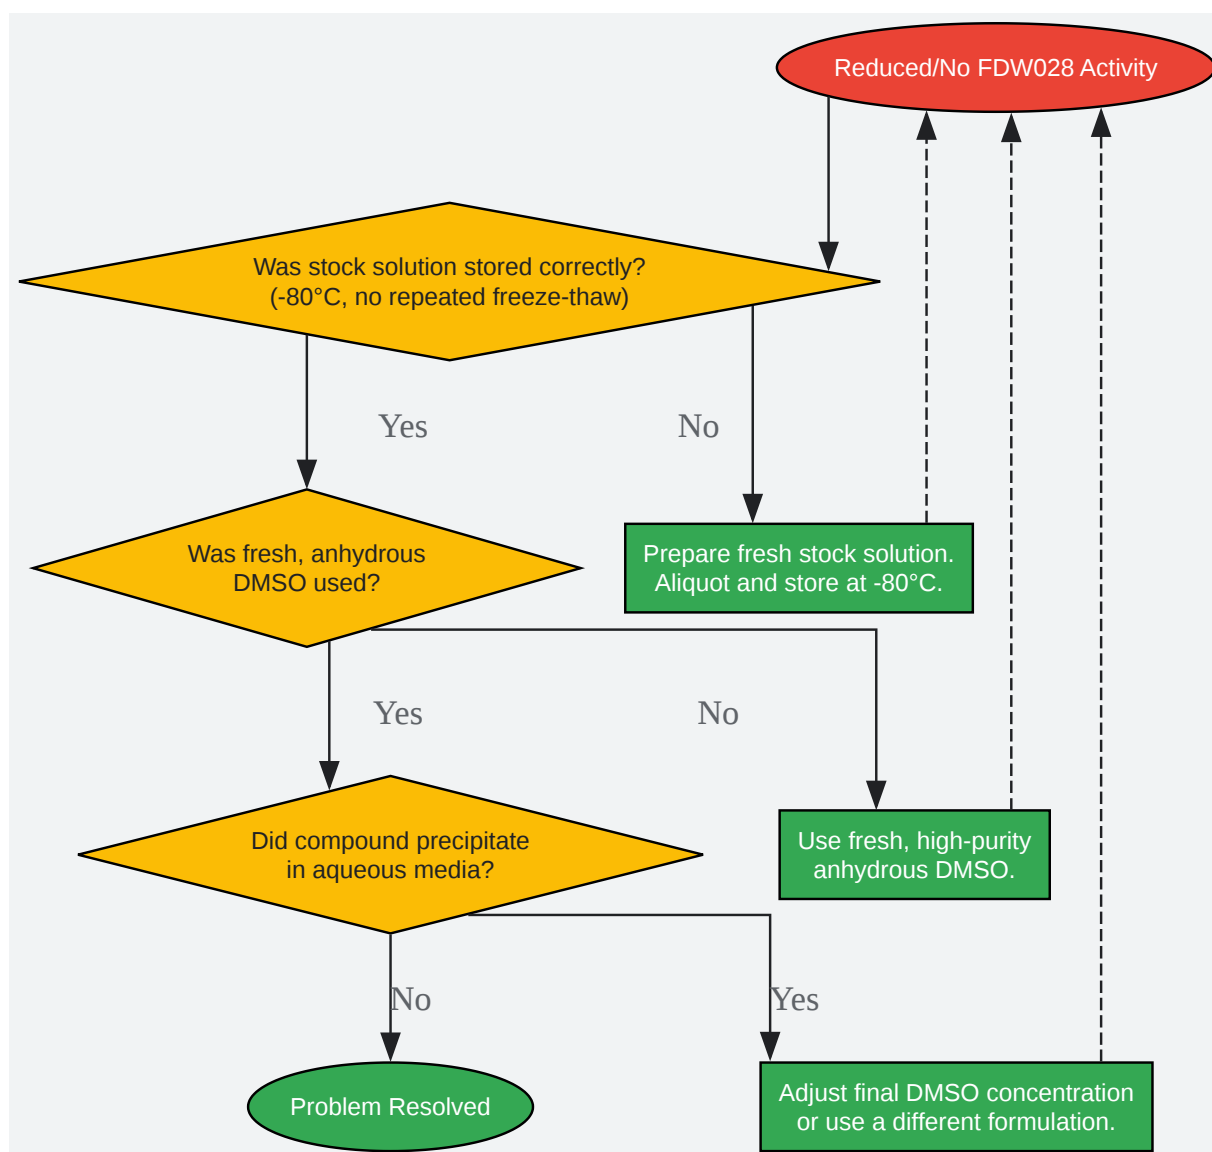 Reduced/No FDW028 Activity
Was stock solution stored correctly?
(-80°C, no repeated freeze-thaw)
Yes
No
Was fresh, anhydrous
DMSO used?
Prepare fresh stock solution.
Aliquot and store at -80°C.
Yes
No
Did compound precipitate
in aqueous media?
Use fresh, high-purity
anhydrous DMSO.
No
Yes
Problem Resolved
Adjust final DMSO concentration
or use a different formulation.